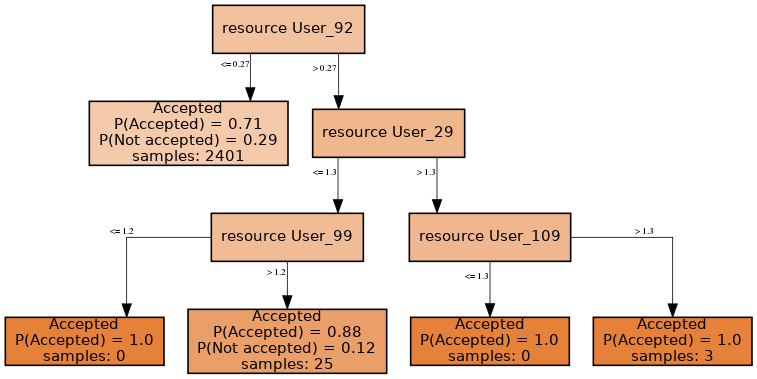 resource User_92
<= 0.27
> 0.27
Accepted
P(Accepted) = 0.71
P(Not accepted) = 0.29
samples: 2401
resource User_29
<= 1.3
> 1.3
resource User_99
resource User_109
<= 1.2
> 1.2
<= 1.3
> 1.3
Accepted
P(Accepted) = 1.0
samples: 0
Accepted
P(Accepted) = 0.88
P(Not accepted) = 0.12
samples: 25
Accepted
P(Accepted) = 1.0
samples: 0
Accepted
P(Accepted) = 1.0
samples: 3